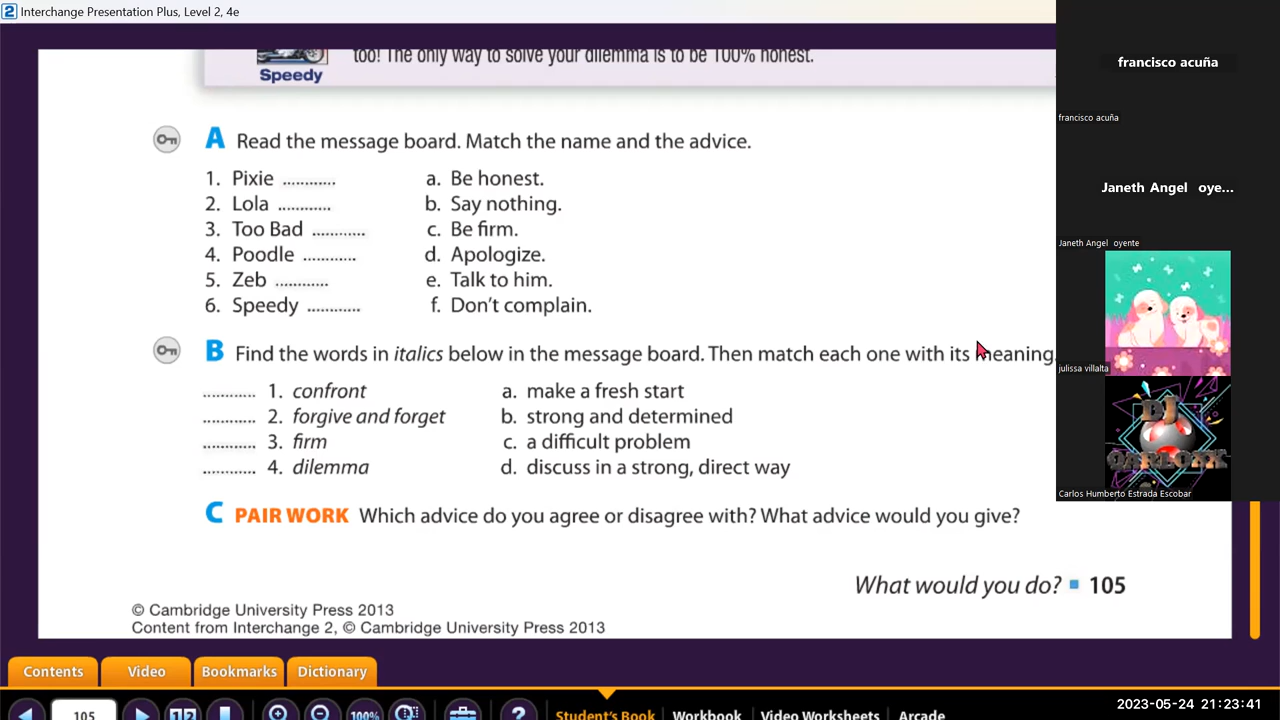 Interchange Presentation Plus, Level 2, 4e
too! The only way to solve your dilemma is to be 100% honest.
Speedy
A Read the message board. Match the name and the advice.
1. Pixie ............ a. Be honest.
2. Lola ............ b. Say nothing.
3. Too Bad ............ c. Be firm.
4. Poodle ............ d. Apologize.
5. Zeb ............ e. Talk to him.
6. Speedy ............ f. Don't complain.
B Find the words in italics below in the message board. Then match each one with its meaning.
............ 1. confront a. make a fresh start
............ 2. forgive and forget b. strong and determined
............ 3. firm c. a difficult problem
............ 4. dilemma d. discuss in a strong, direct way
C PAIR WORK Which advice do you agree or disagree with? What advice would you give?
What would you do? ■ 105
© Cambridge University Press 2013
Content from Interchange 2, © Cambridge University Press 2013
Contents Video Bookmarks Dictionary
105 1 2 100% ? Student's Book Workbook Video Worksheets Arcade
francisco acuña
francisco acuña
Janeth Angel oye...
Janeth Angel oyente
julissa villalta
DJ
QARLOXX
Carlos Humberto Estrada Escobar
2023-05-24 21:23:41